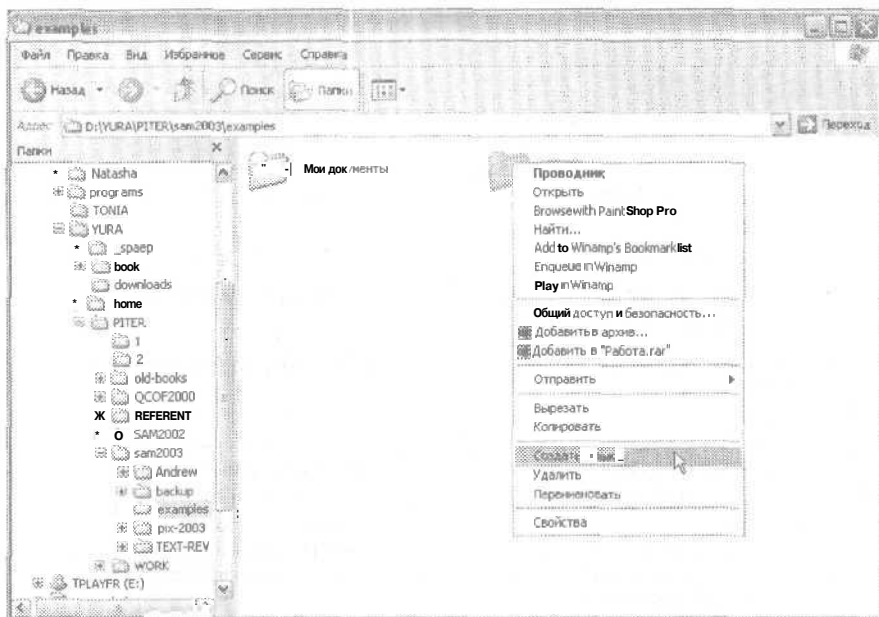 examples
Файл Правка Вид Избранное Сервис Справка
Назад Поиск Папки
Адрес: D:\YURA\PITER\sam2003\examples Переход
Папки
Natasha
programs
TONIA
YURA
_spaep
book
downloads
home
PITER
1
2
old-books
QCOF2000
REFERENT
SAM2002
sam2003
Andrew
backup
examples
pix-2003
TEXT-REV
WORK
TPLAYFR (E:)
Мои документы
Проводник
Открыть
Browsewith Paint Shop Pro
Найти...
Add to Winamp's Bookmark list
Enqueue in Winamp
Play in Winamp
Общий доступ и безопасность...
Добавить в архив...
Добавить в "Работа.rar"
Отправить
Вырезать
Копировать
Создать
Удалить
Переименовать
Свойства